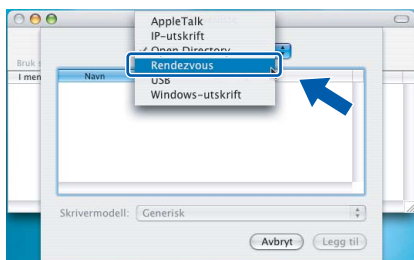 AppleTalk
IP-utskrift
✓ Open Directory
Rendezvous
USB
Windows-utskrift
Bruk
I men
Navn
Skrivermodell: Generisk
Avbryt Legg til